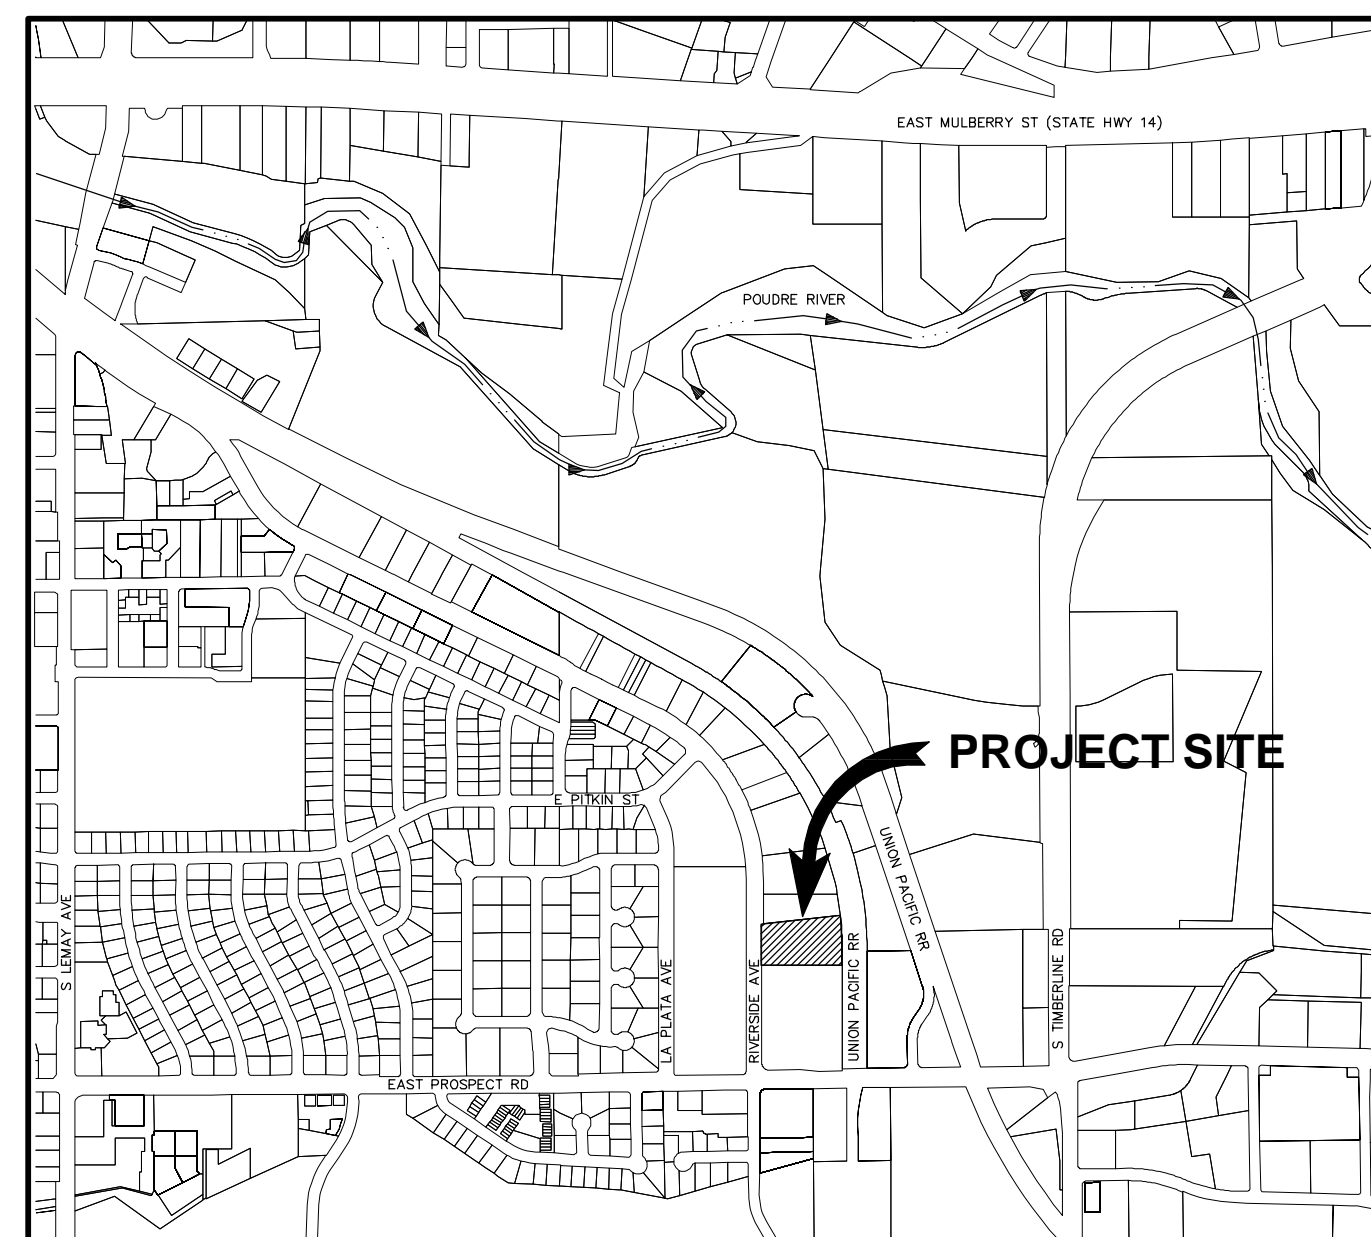 EAST MULBERRY ST (STATE HWY 14)
POUDRE RIVER
PROJECT SITE
E PITKIN ST
UNION PACIFIC RR
S LEMAY AVE
LA PLATA AVE
RIVERSIDE AVE
UNION PACIFIC RR
S TIMBERLINE RD
EAST PROSPECT RD